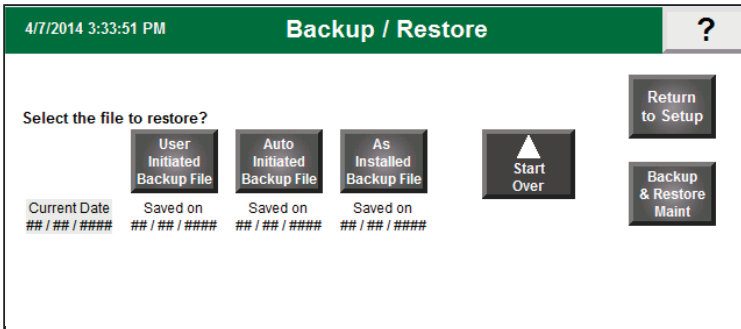 4/7/2014 3:33:51 PM
Backup / Restore
?
Return
to Setup
Select the file to restore?
User
Initiated
Backup File
Auto
Initiated
Backup File
As
Installed
Backup File
Start
Over
Backup
& Restore
Maint
Current Date
## / ## / ####
Saved on
## / ## / ####
Saved on
## / ## / ####
Saved on
## / ## / ####